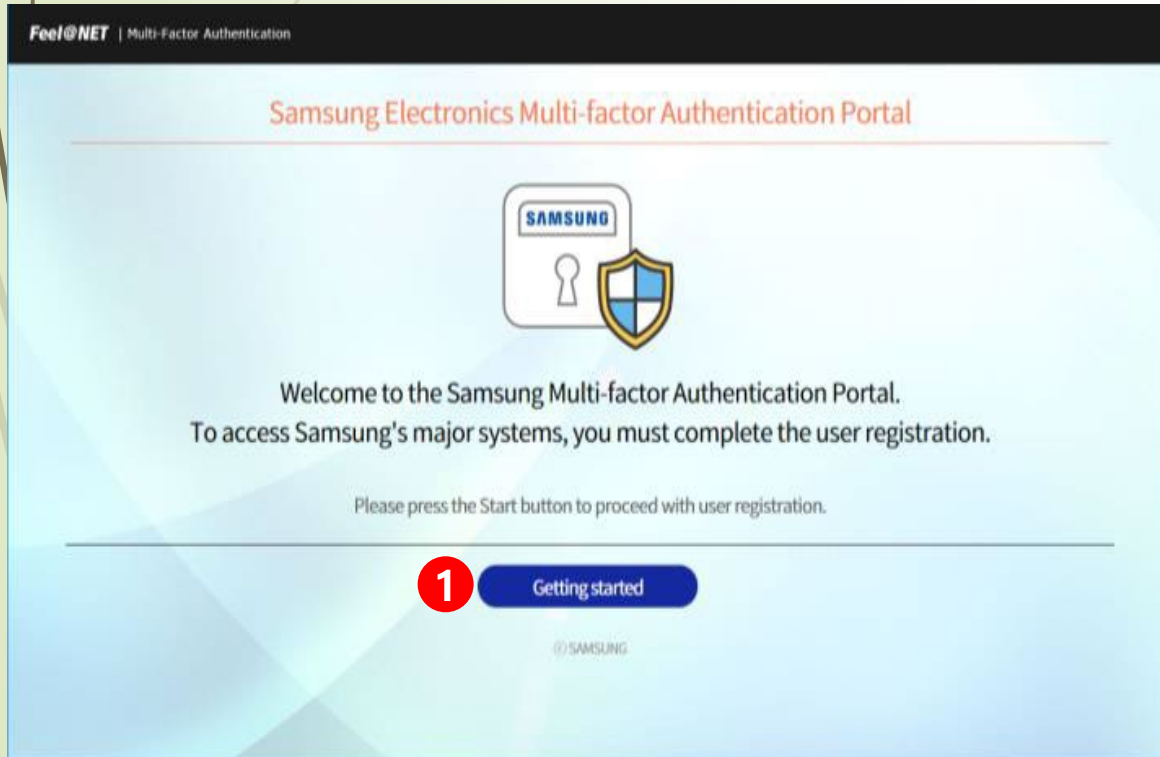 Feel@NET | Multi-Factor Authentication
Samsung Electronics Multi-factor Authentication Portal
SAMSUNG
Welcome to the Samsung Multi-factor Authentication Portal.
To access Samsung's major systems, you must complete the user registration.
Please press the Start button to proceed with user registration.
1 Getting started
ⓒ SAMSUNG